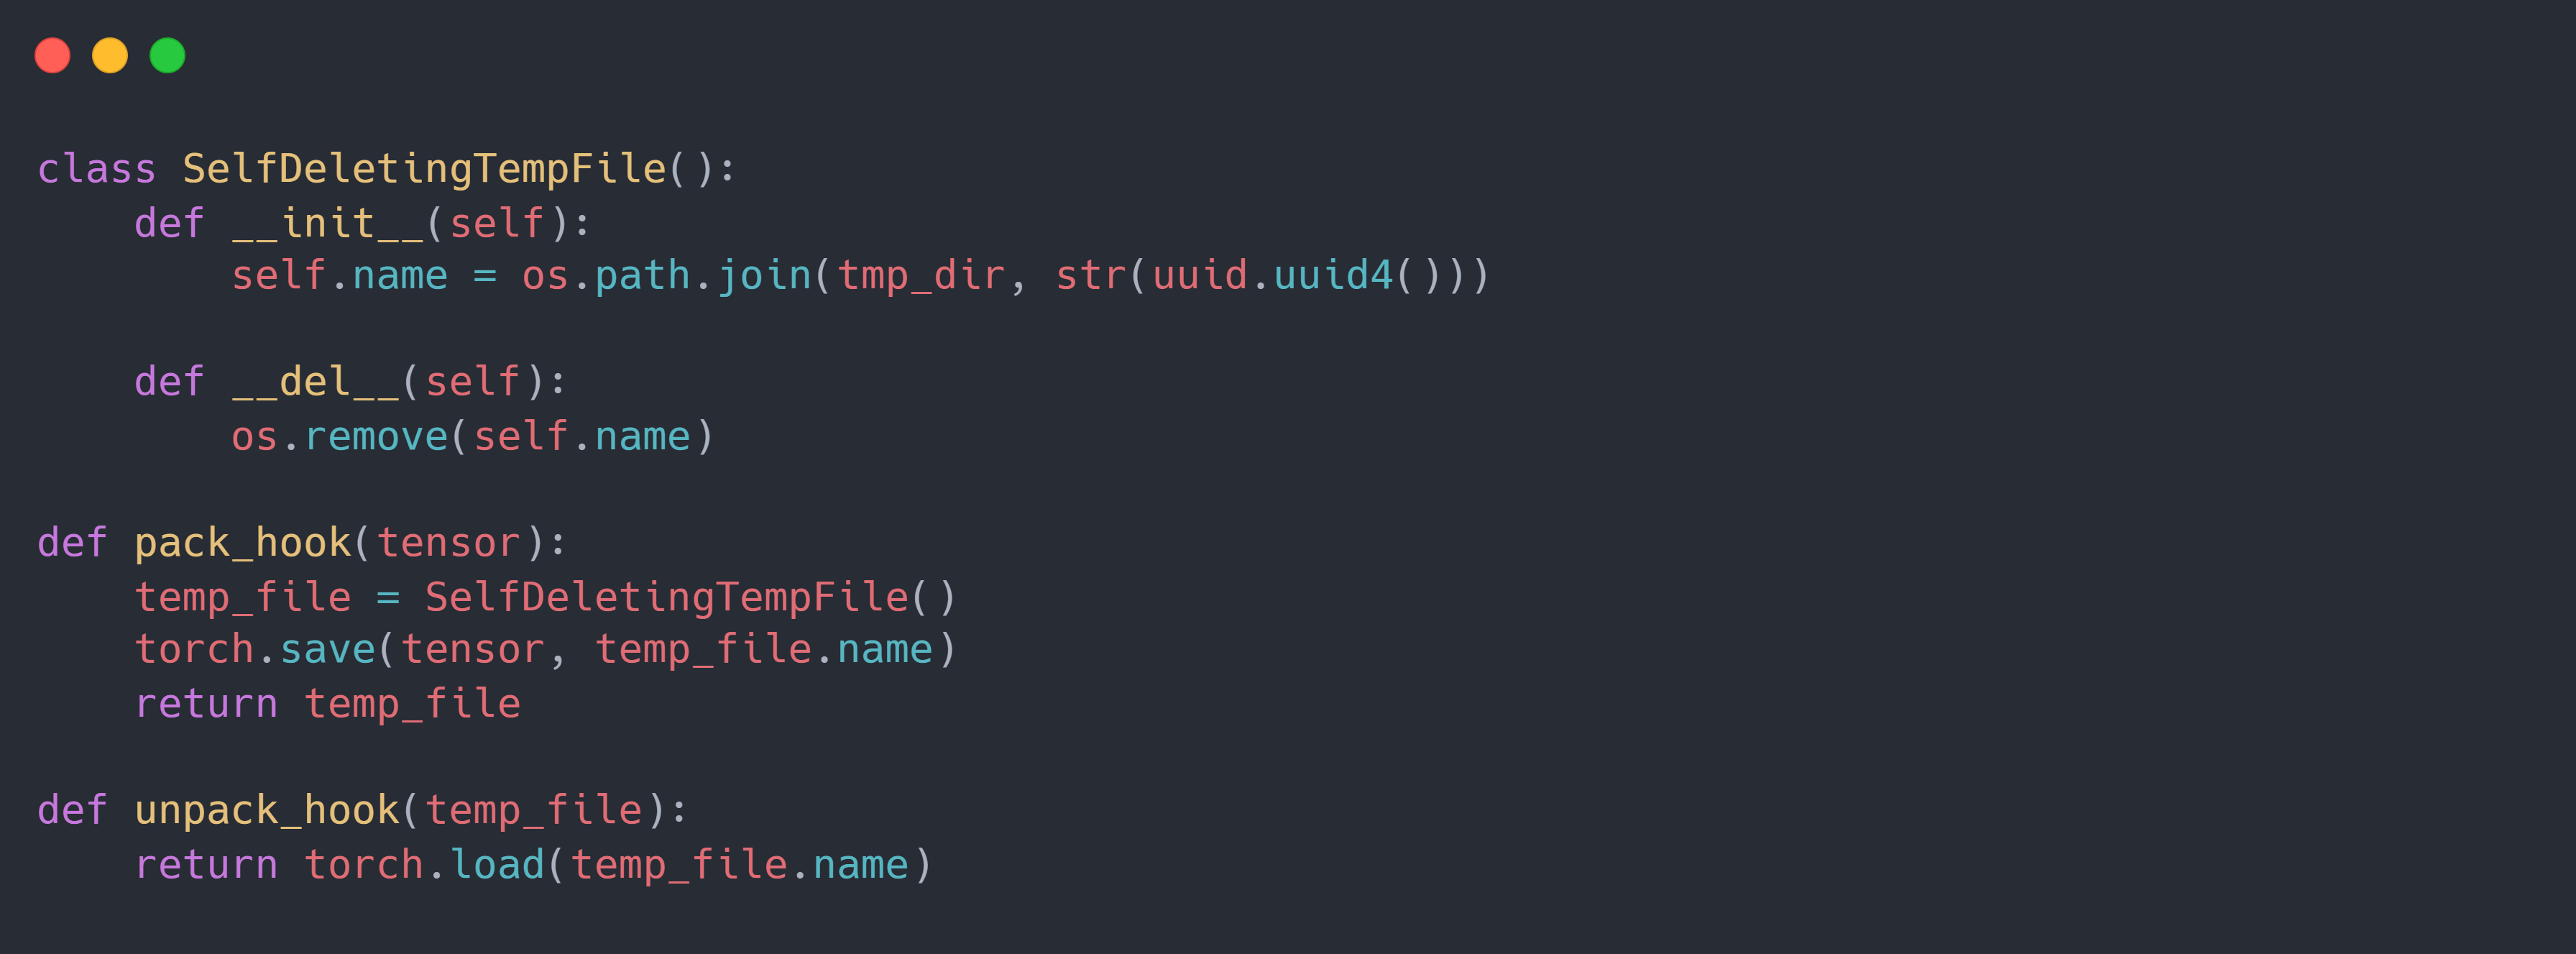 class SelfDeletingTempFile():
    def __init__(self):
        self.name = os.path.join(tmp_dir, str(uuid.uuid4()))

    def __del__(self):
        os.remove(self.name)

def pack_hook(tensor):
    temp_file = SelfDeletingTempFile()
    torch.save(tensor, temp_file.name)
    return temp_file

def unpack_hook(temp_file):
    return torch.load(temp_file.name)